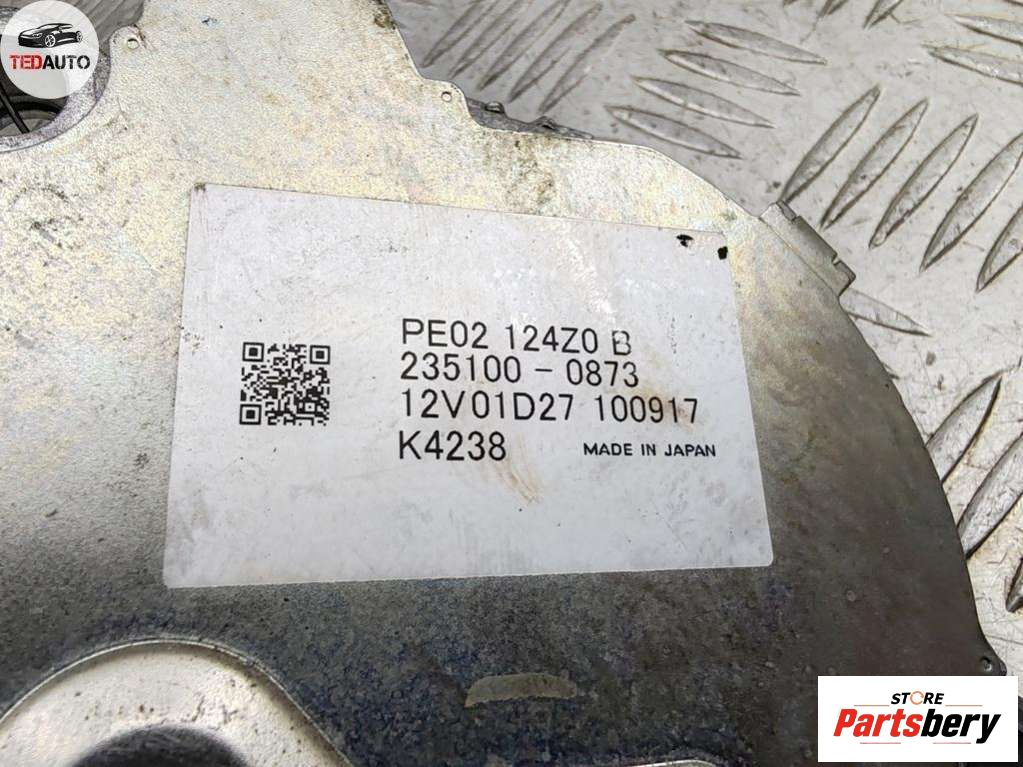 TEDAUTO
PE02 124Z0 B
235100-0873
12V01D27 100917
K4238 MADE IN JAPAN
STORE
Partsbery